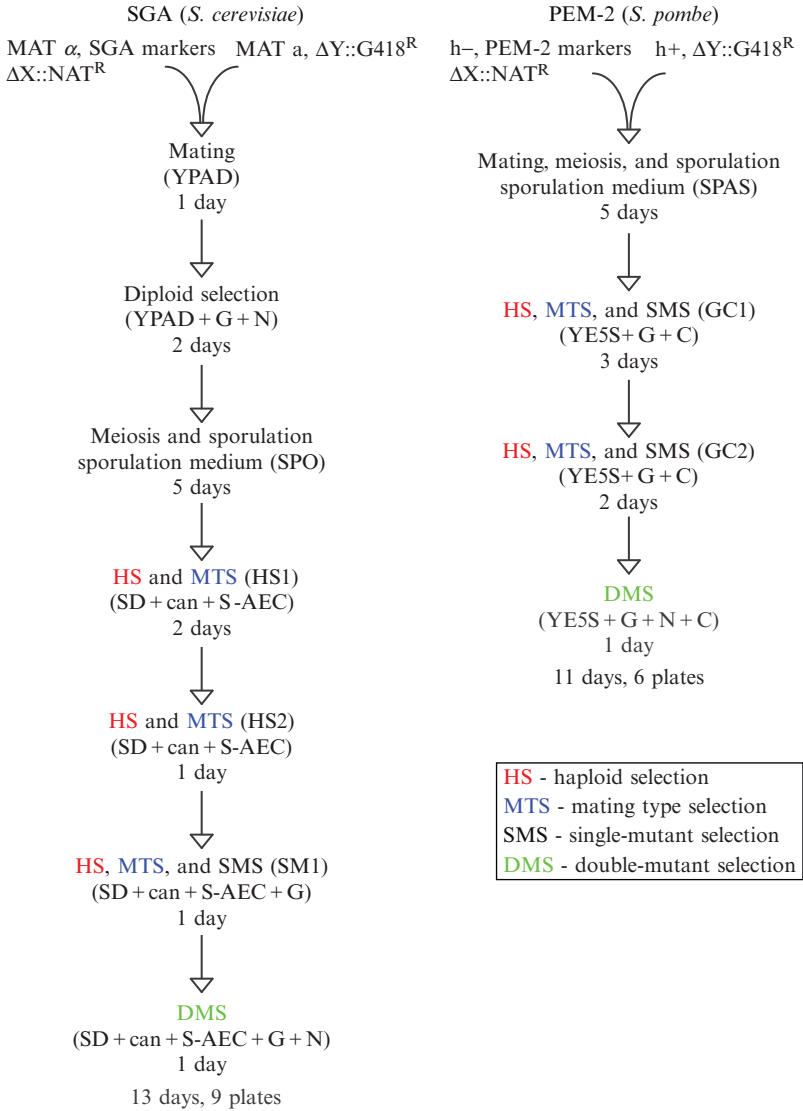 SGA (S. cerevisiae)
MAT α, SGA markers
ΔX::NATᴿ
MAT a, ΔY::G418ᴿ
Mating
(YPAD)
1 day
Diploid selection
(YPAD + G + N)
2 days
Meiosis and sporulation
sporulation medium (SPO)
5 days
HS and MTS (HS1)
(SD + can + S-AEC)
2 days
HS and MTS (HS2)
(SD + can + S-AEC)
1 day
HS, MTS, and SMS (SM1)
(SD + can + S-AEC + G)
1 day
DMS
(SD + can + S-AEC + G + N)
1 day
13 days, 9 plates
PEM-2 (S. pombe)
h−, PEM-2 markers
ΔX::NATᴿ
h+, ΔY::G418ᴿ
Mating, meiosis, and sporulation
sporulation medium (SPAS)
5 days
HS, MTS, and SMS (GC1)
(YE5S + G + C)
3 days
HS, MTS, and SMS (GC2)
(YE5S + G + C)
2 days
DMS
(YE5S + G + N + C)
1 day
11 days, 6 plates
HS - haploid selection
MTS - mating type selection
SMS - single-mutant selection
DMS - double-mutant selection